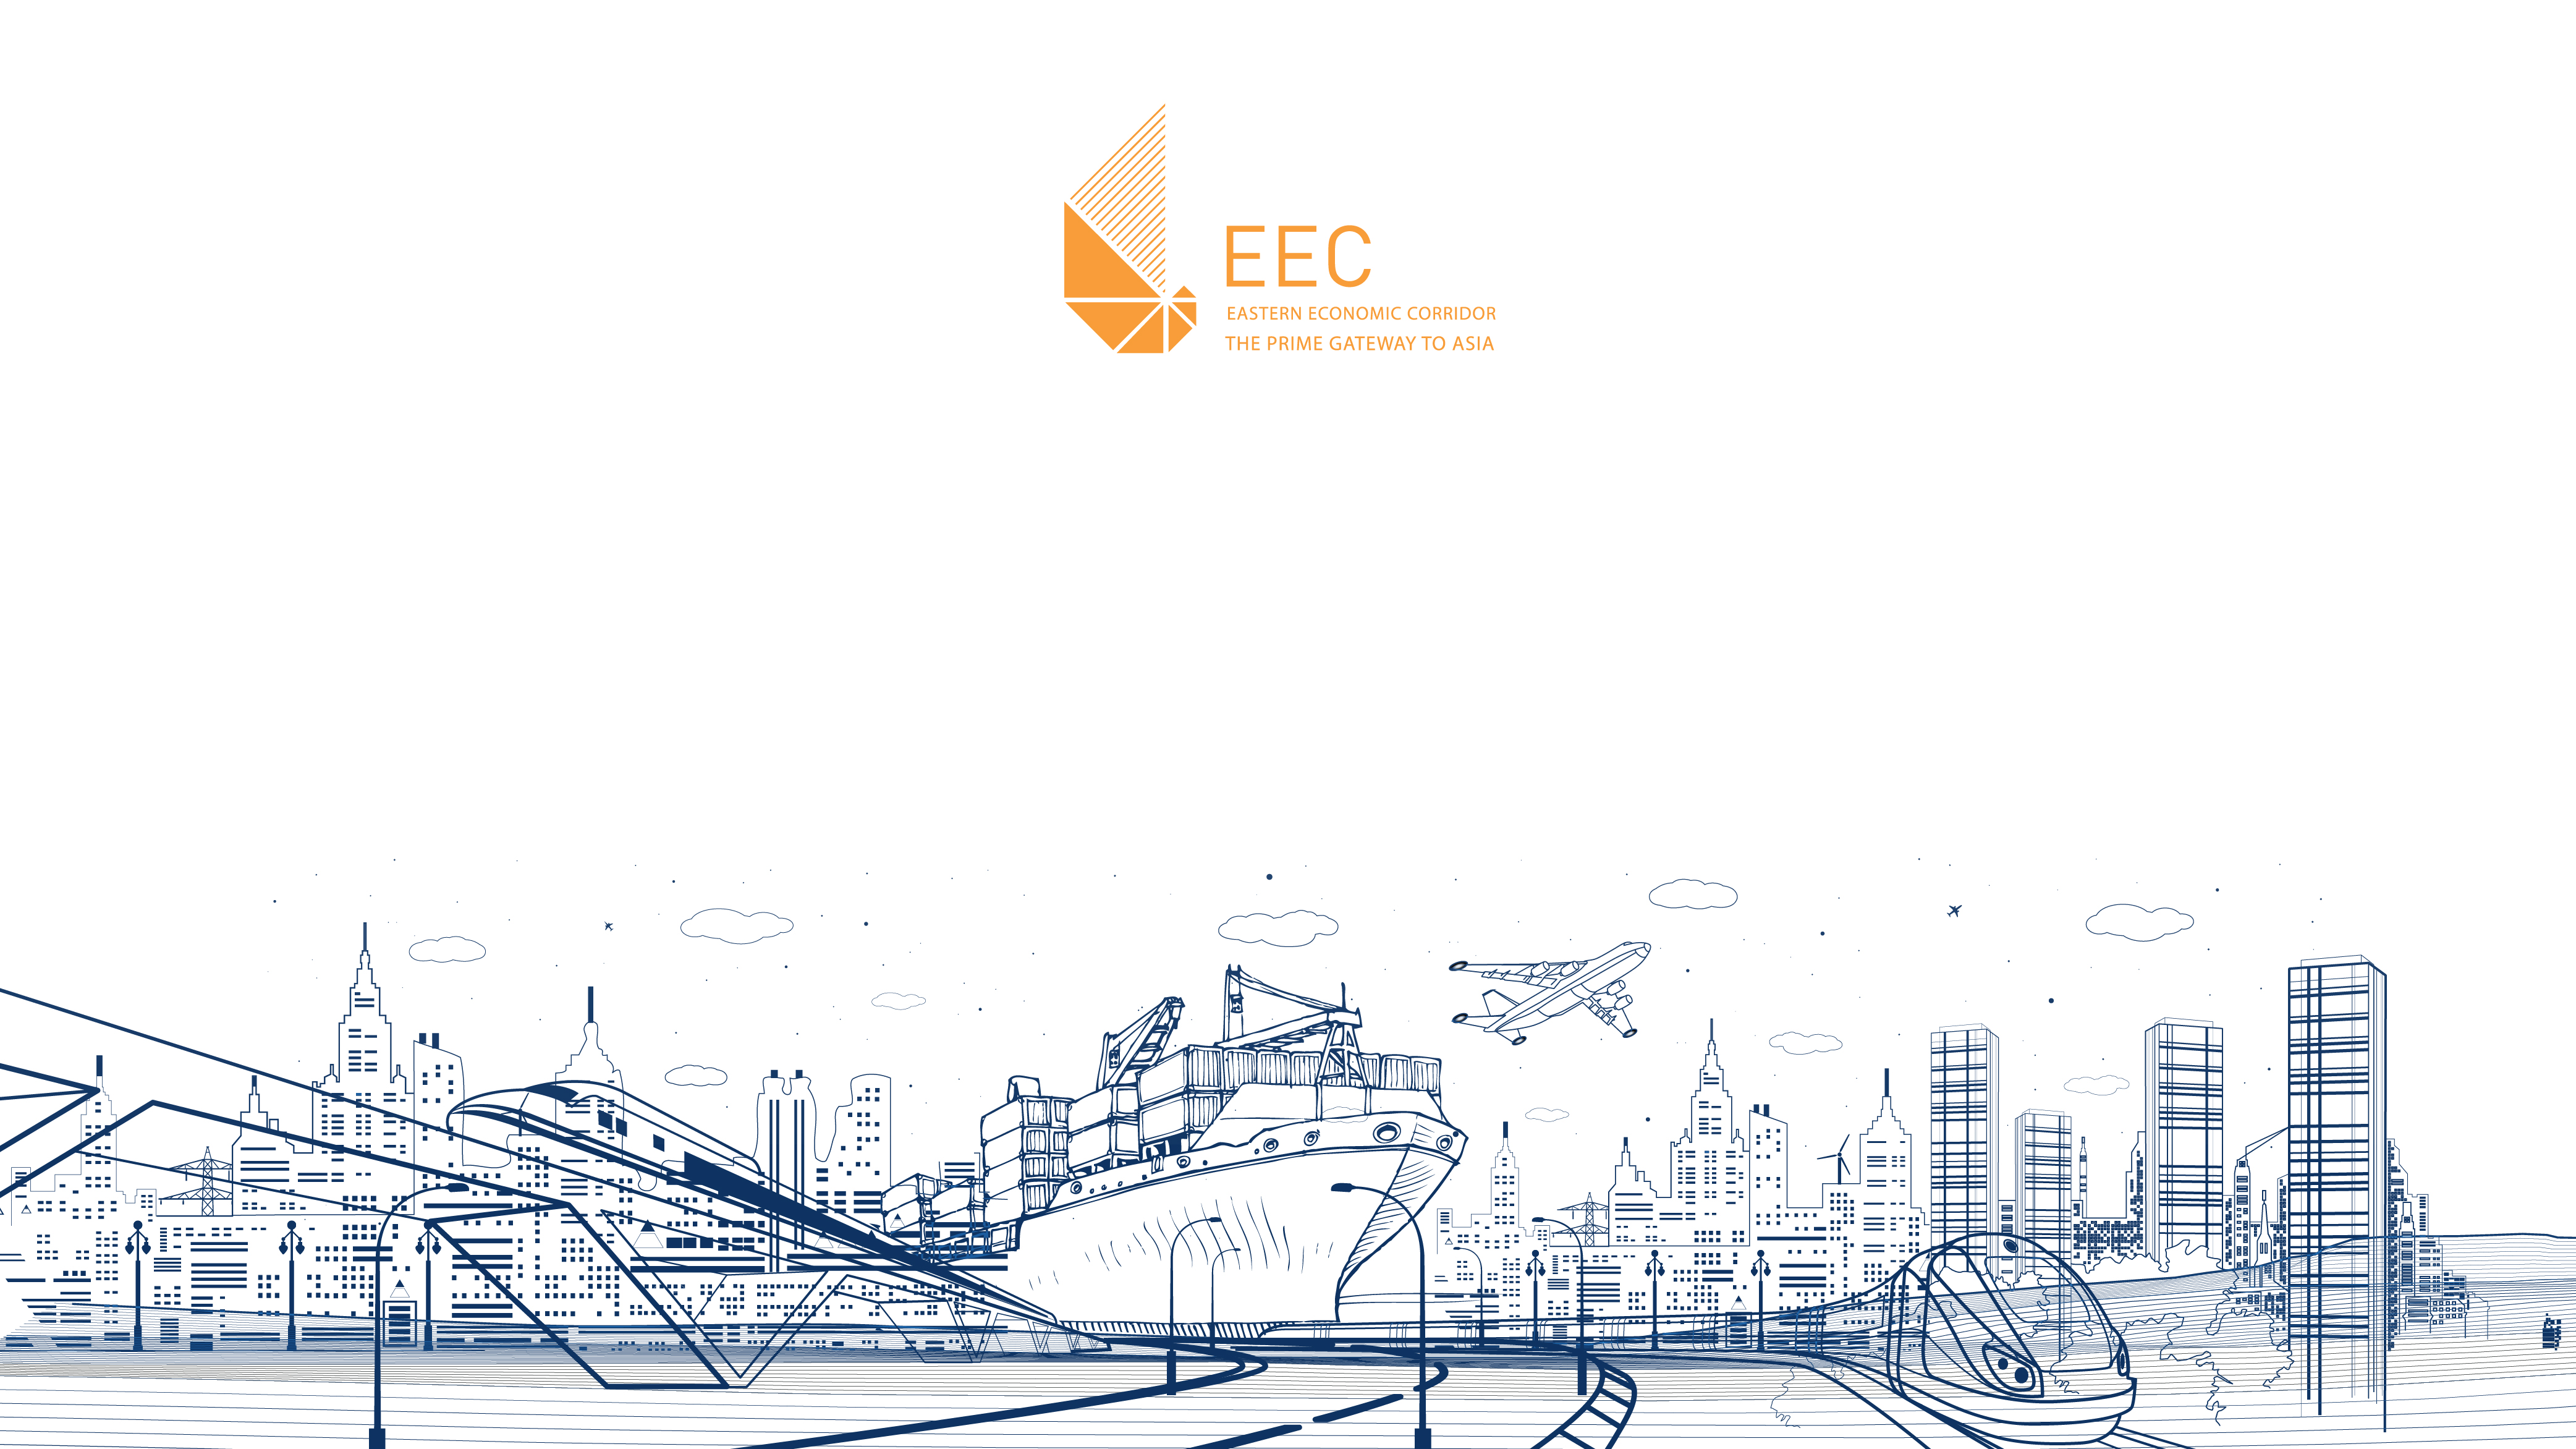 EEC
EASTERN ECONOMIC CORRIDOR
THE PRIME GATEWAY TO ASIA